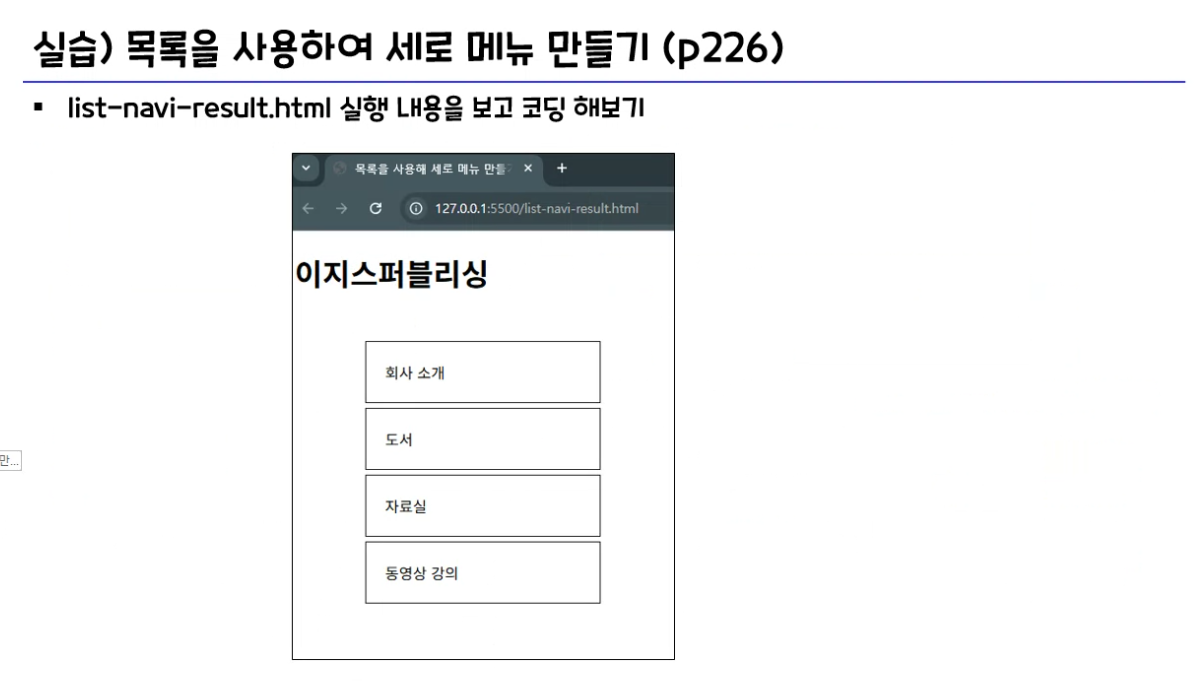 실습) 목록을 사용하여 세로 메뉴 만들기 (p226)
▪ list-navi-result.html 실행 내용을 보고 코딩 해보기
목록을 사용해 세로 메뉴 만들
127.0.0.1:5500/list-navi-result.html
이지스퍼블리싱
회사 소개
도서
만...
자료실
동영상 강의